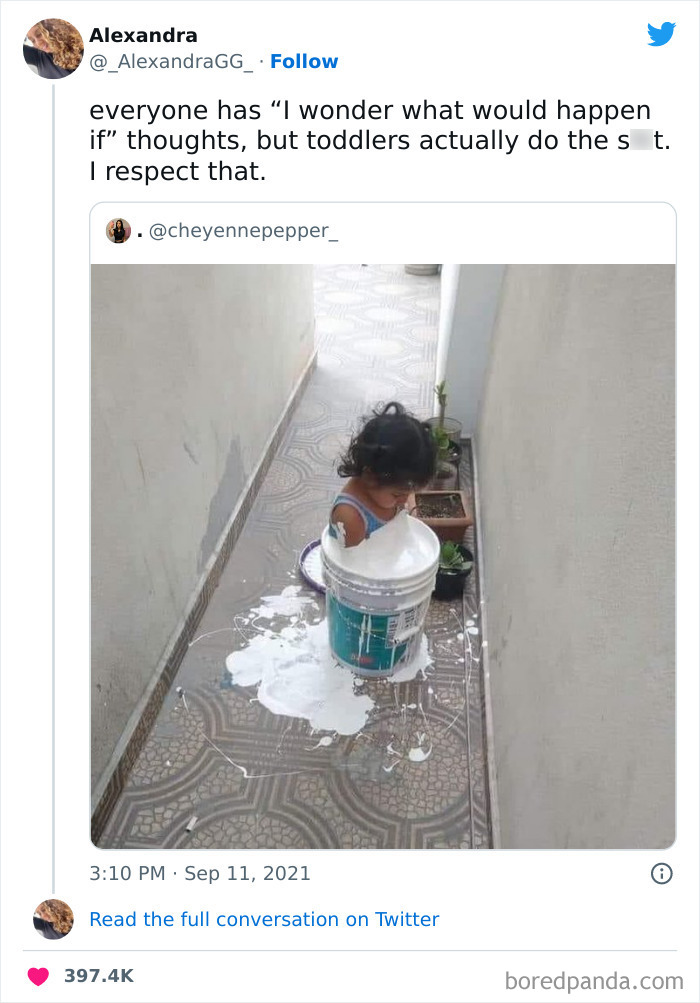 Alexandra
@_AlexandraGG_ · Follow
everyone has “I wonder what would happen
if” thoughts, but toddlers actually do the s t.
I respect that.
. @cheyennepepper_
3:10 PM · Sep 11, 2021
Read the full conversation on Twitter
397.4K
boredpanda.com